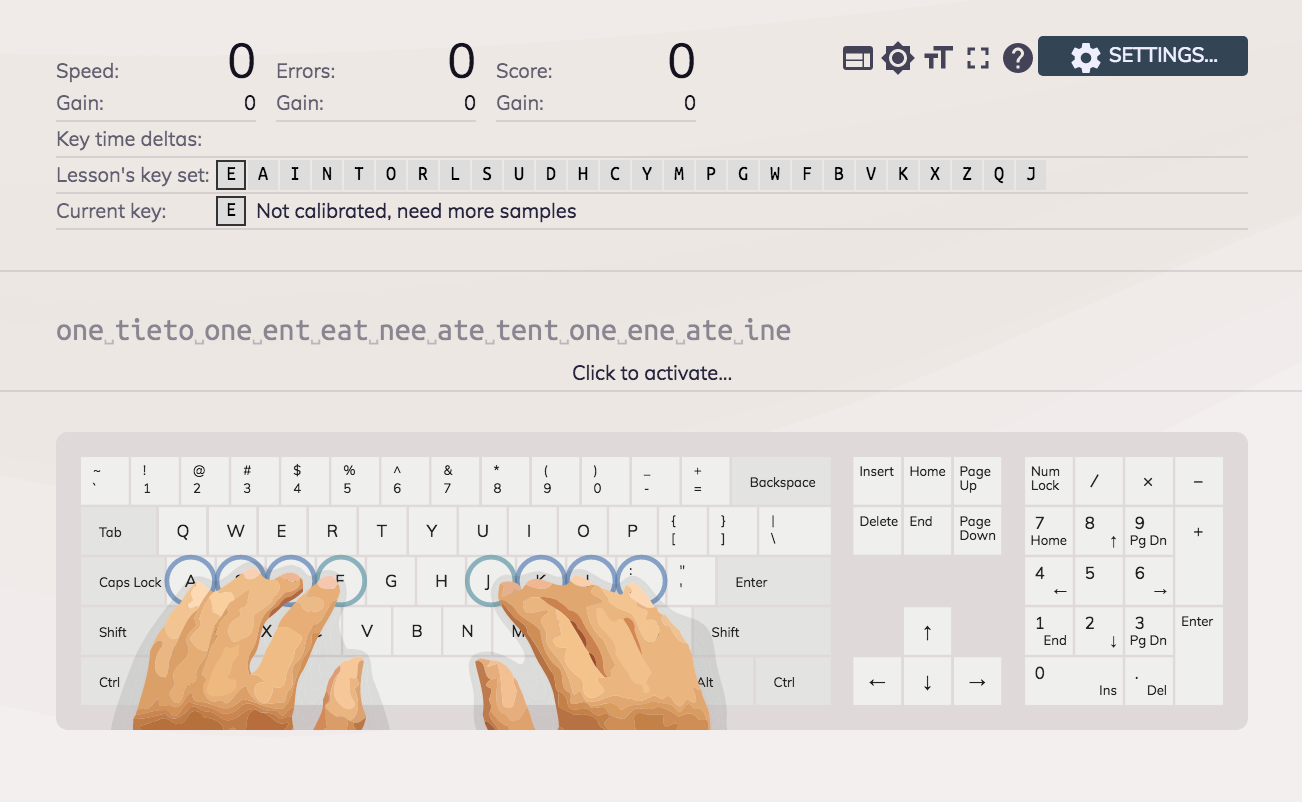 Speed: 0 Errors: 0 Score: 0 SETTINGS...
Gain: 0 Gain: 0 Gain: 0
Key time deltas:
Lesson's key set: E A I N T O R L S U D H C Y M P G W F B V K X Z Q J
Current key: E Not calibrated, need more samples
one␣tieto␣one␣ent␣eat␣nee␣ate␣tent␣one␣ene␣ate␣ine
Click to activate...
~ ` ! 1 @ 2 # 3 $ 4 % 5 ^ 6 & 7 * 8 ( 9 ) 0 _ - + = Backspace Insert Home Page Up Num Lock / × −
Tab Q W E R T Y U I O P { [ } ] | \ Delete End Page Down 7 Home 8 ↑ 9 Pg Dn +
Caps Lock A F G H J K L : " ' Enter 4 ← 5 6 →
Shift X C V B N M Shift ↑ 1 End 2 ↓ 3 Pg Dn Enter
Ctrl Alt Ctrl ← ↓ → 0 Ins . Del